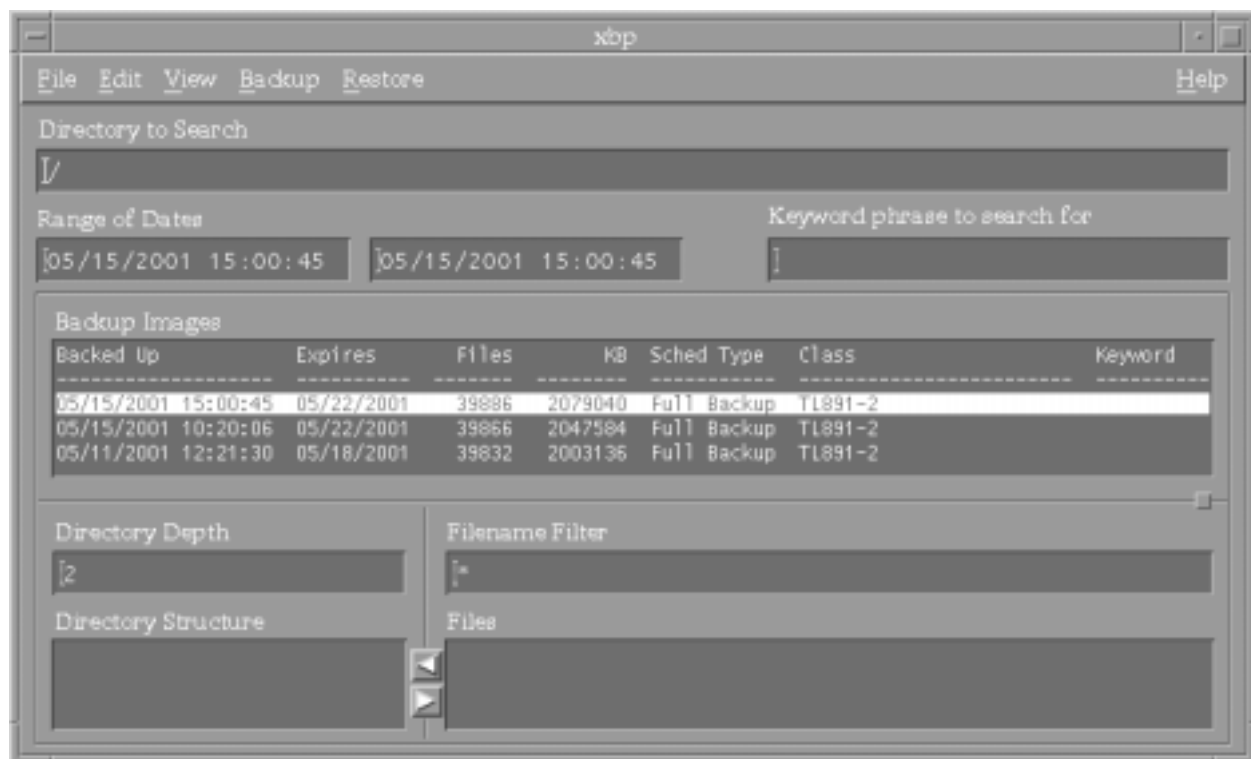 xbp
File Edit View Backup Restore Help
Directory to Search
/
Range of Dates Keyword phrase to search for
05/15/2001 15:00:45 05/15/2001 15:00:45
Backup Images
Backed Up Expires Files KB Sched Type Class Keyword
------------------- ---------- ------- -------- ----------- ------------------------ ----------
05/15/2001 15:00:45 05/22/2001 39886 2079040 Full Backup TL891-2
05/15/2001 10:20:06 05/22/2001 39866 2047584 Full Backup TL891-2
05/11/2001 12:21:30 05/18/2001 39832 2003136 Full Backup TL891-2
Directory Depth Filename Filter
2 *
Directory Structure Files